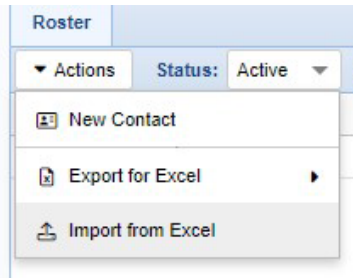 Roster
Actions Status: Active
New Contact
Export for Excel
Import from Excel